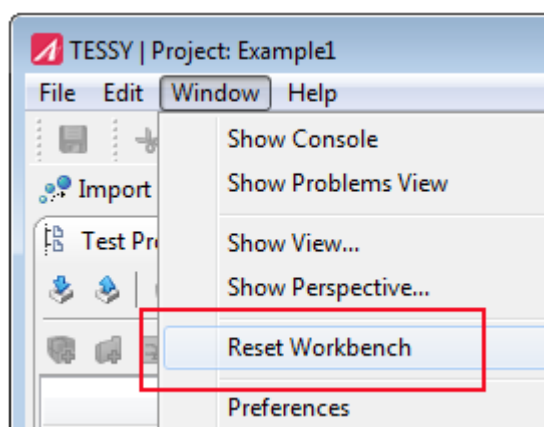 TESSY | Project: Example1
File Edit Window Help
Show Console
Import
Show Problems View
Test Pr
Show View...
Show Perspective...
Reset Workbench
Preferences